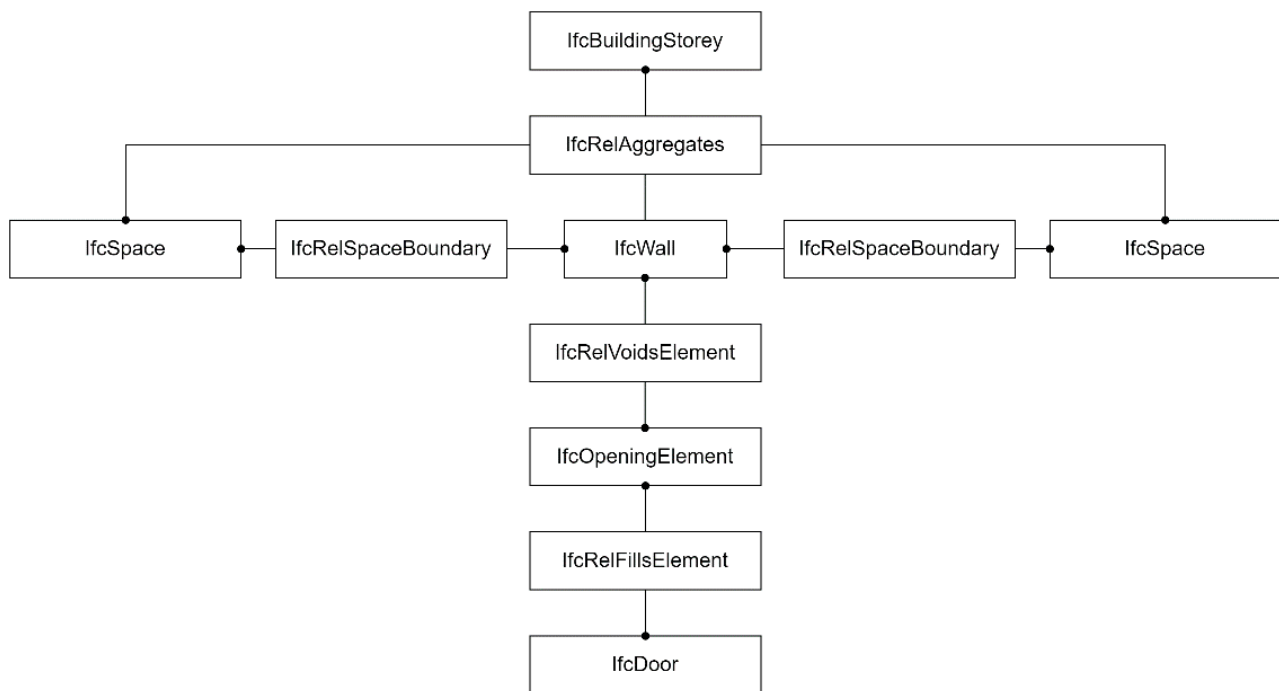 IfcBuildingStorey
IfcRelAggregates
IfcSpace
IfcRelSpaceBoundary
IfcWall
IfcRelSpaceBoundary
IfcSpace
IfcRelVoidsElement
IfcOpeningElement
IfcRelFillsElement
IfcDoor